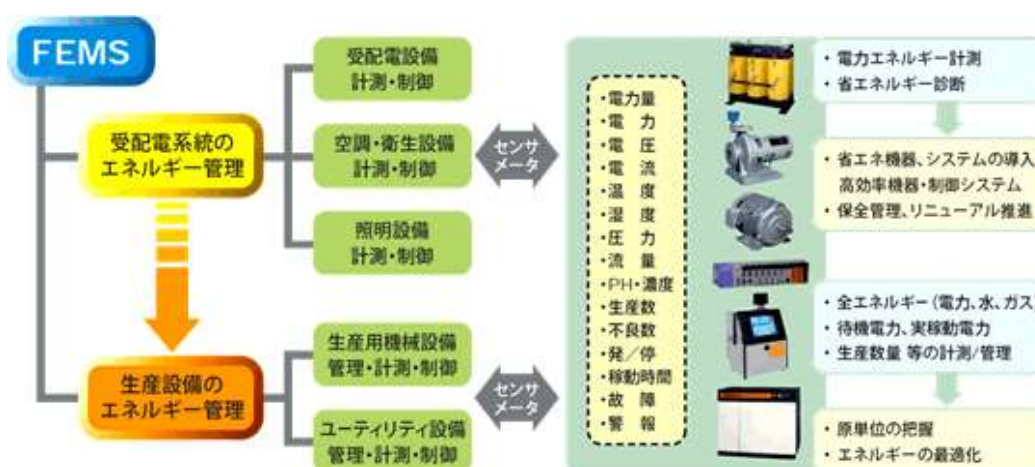 FEMS
受配電系統の
エネルギー管理
生産設備の
エネルギー管理
受配電設備
計測・制御
空調・衛生設備
計測・制御
照明設備
計測・制御
生産用機械設備
管理・計測・制御
ユーティリティ設備
管理・計測・制御
センサ
メータ
センサ
メータ
・電力量
・電 力
・電 圧
・電 流
・温 度
・湿 度
・圧 力
・流 量
・PH・濃度
・生産数
・不良数
・発／停
・稼動時間
・故 障
・警 報
・電力エネルギー計測
・省エネルギー診断
・省エネ機器、システムの導入
高効率機器・制御システム
・保全管理、リニューアル推進
・全エネルギー(電力、水、ガス)
・待機電力、実稼動電力
・生産数量 等の計測/管理
・原単位の把握
・エネルギーの最適化